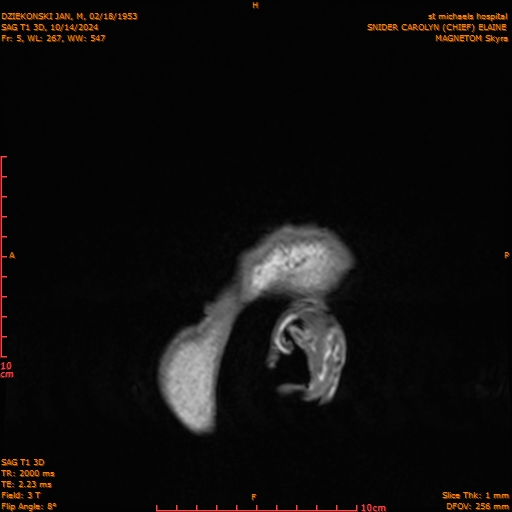 H
DZIEKONSKI JAN, M, 02/18/1953
SAG T1 3D, 10/14/2024
Fr: 5, WL: 267, WW: 547
st michaels hospital
SNIDER CAROLYN (CHIEF) ELAINE
MAGNETOM Skyra
A
P
10
cm
SAG T1 3D
TR: 2000 ms
TE: 2.23 ms
Field: 3 T
Flip Angle: 8°
F
10cm
Slice Thk: 1 mm
DFOV: 256 mm